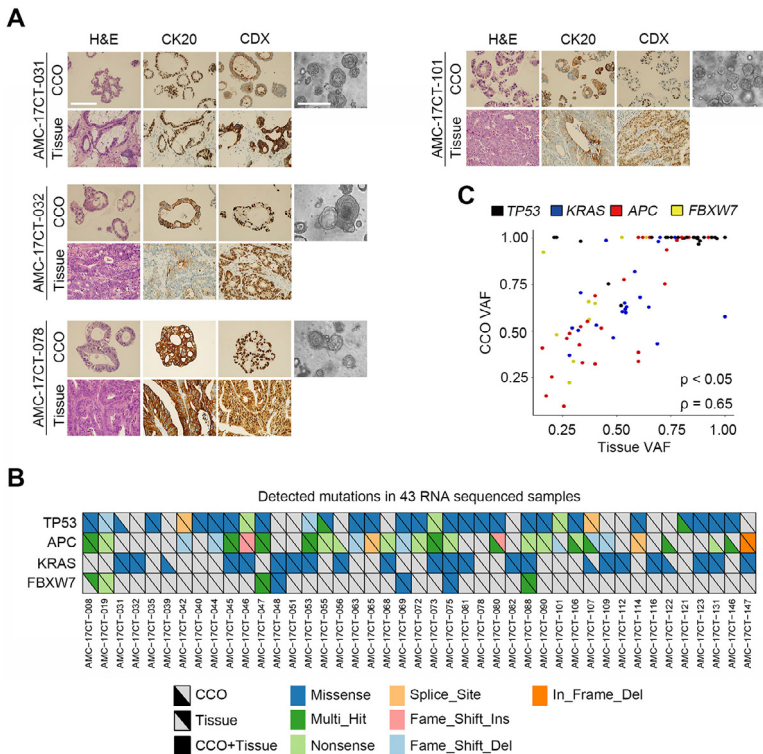 A
H&E CK20 CDX
AMC-17CT-031
CCO
Tissue
AMC-17CT-032
CCO
Tissue
AMC-17CT-078
CCO
Tissue
H&E CK20 CDX
AMC-17CT-101
CCO
Tissue
C
TP53 KRAS APC FBXW7
CCO VAF
1.00
0.75
0.50
0.25
p < 0.05
ρ = 0.65
0.25 0.50 0.75 1.00
Tissue VAF
B
Detected mutations in 43 RNA sequenced samples
TP53
APC
KRAS
FBXW7
AMC-17CT-008
AMC-17CT-019
AMC-17CT-031
AMC-17CT-032
AMC-17CT-035
AMC-17CT-039
AMC-17CT-042
AMC-17CT-040
AMC-17CT-044
AMC-17CT-045
AMC-17CT-046
AMC-17CT-047
AMC-17CT-048
AMC-17CT-051
AMC-17CT-053
AMC-17CT-055
AMC-17CT-056
AMC-17CT-063
AMC-17CT-065
AMC-17CT-068
AMC-17CT-069
AMC-17CT-072
AMC-17CT-073
AMC-17CT-075
AMC-17CT-078
AMC-17CT-080
AMC-17CT-088
AMC-17CT-090
AMC-17CT-101
AMC-17CT-106
AMC-17CT-107
AMC-17CT-109
AMC-17CT-112
AMC-17CT-114
AMC-17CT-116
AMC-17CT-122
AMC-17CT-121
AMC-17CT-123
AMC-17CT-131
AMC-17CT-146
AMC-17CT-147
CCO Missense Splice_Site In_Frame_Del
Tissue Multi_Hit Fame_Shift_Ins
CCO+Tissue Nonsense Fame_Shift_Del